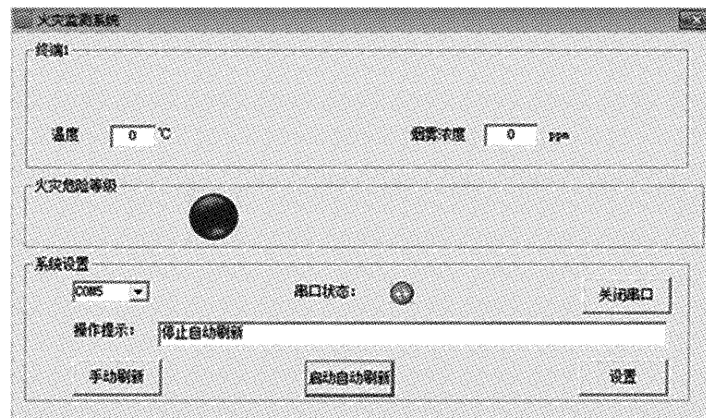 火灾监测系统
终端1
温度 0 ℃ 烟雾浓度 0 ppm
火灾危险等级
系统设置
COM5 串口状态: 关闭串口
操作提示: 停止自动刷新
手动刷新 启动自动刷新 设置